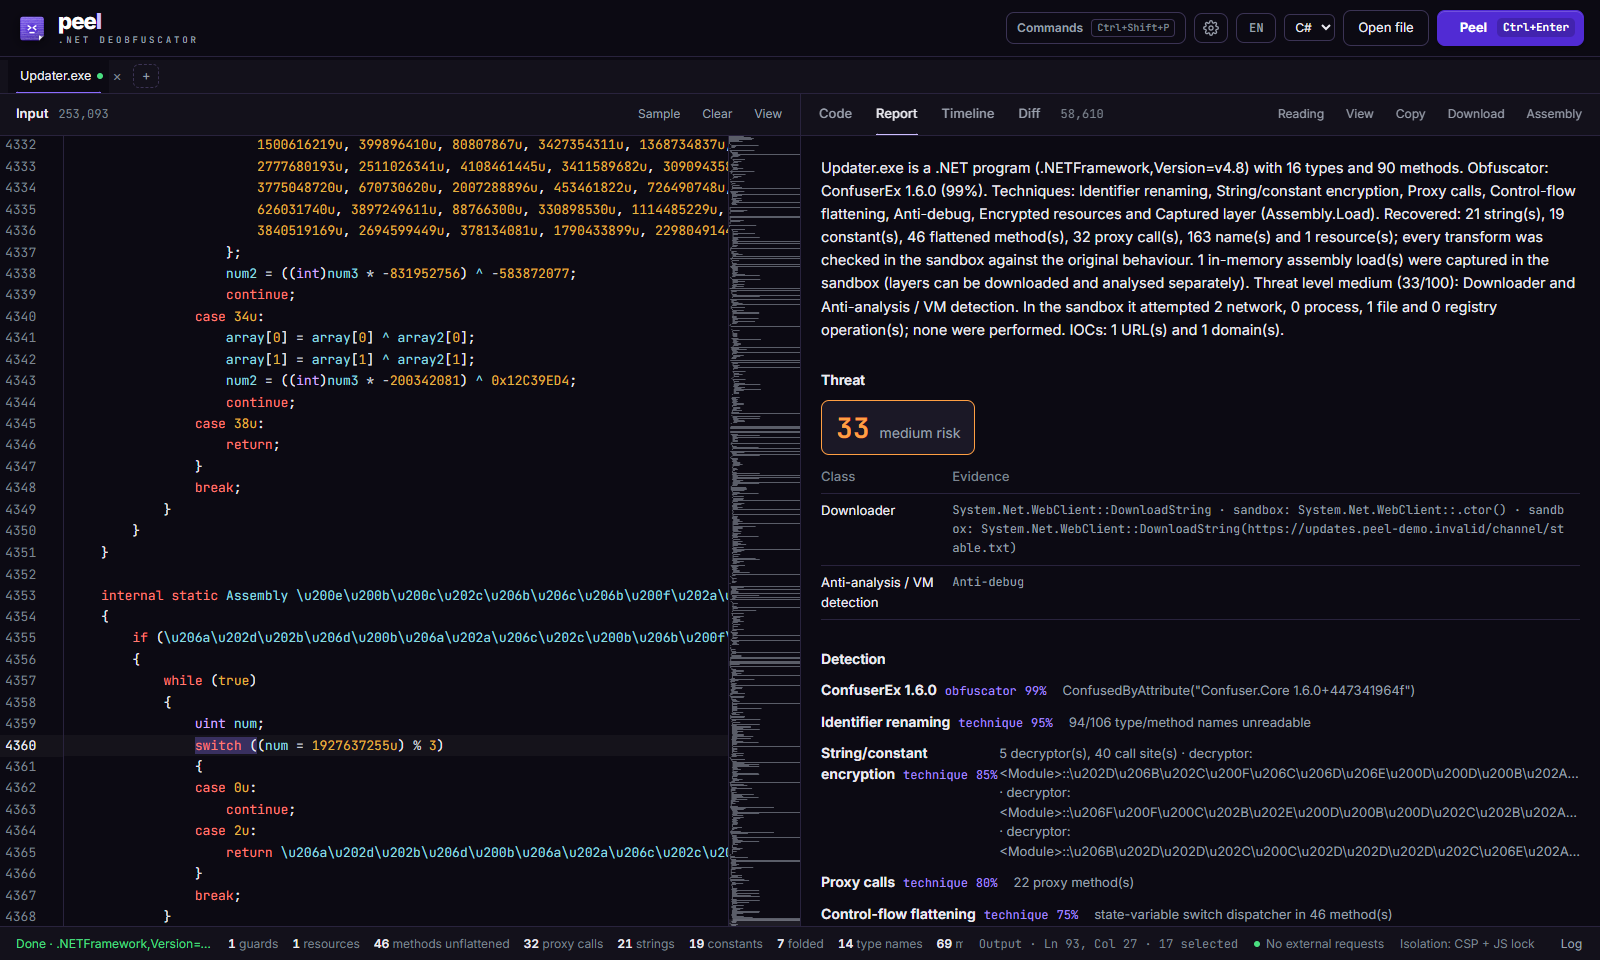 peel
.NET DEOBFUSCATOR
Commands Ctrl+Shift+P
EN
C#
Open file
Peel Ctrl+Enter
Updater.exe
Input 253,093
Sample Clear View
4332 1500616219u, 399896410u, 80807867u, 3427354311u, 1368734837u,
4333 2777680193u, 2511026341u, 4108461445u, 3411589682u, 309094358
4334 3775048720u, 670730620u, 2007288896u, 453461822u, 726490748u,
4335 626031740u, 3897249611u, 88766300u, 330898530u, 1114485229u,
4336 3840519169u, 2694599449u, 378134081u, 1790433899u, 2298049144
4337 };
4338 num2 = ((int)num3 * -831952756) ^ -583872077;
4339 continue;
4340 case 34u:
4341 array[0] = array[0] ^ array2[0];
4342 array[1] = array[1] ^ array2[1];
4343 num2 = ((int)num3 * -200342081) ^ 0x12C39ED4;
4344 continue;
4345 case 38u:
4346 return;
4347 }
4348 break;
4349 }
4350 }
4351 }
4352
4353 internal static Assembly \u200e\u200b\u200c\u202c\u206b\u206c\u206b\u200f\u202a\u
4354 {
4355 if (\u206a\u202d\u202b\u206d\u200b\u206a\u202a\u206c\u202c\u200b\u206b\u200f\
4356 {
4357 while (true)
4358 {
4359 uint num;
4360 switch ((num = 1927637255u) % 3)
4361 {
4362 case 0u:
4363 continue;
4364 case 2u:
4365 return \u206a\u202d\u202b\u206d\u200b\u206a\u202a\u206c\u202c\u20
4366 }
4367 break;
4368 }
Code Report Timeline Diff 58,610
Reading View Copy Download Assembly
Updater.exe is a .NET program (.NETFramework,Version=v4.8) with 16 types and 90 methods. Obfuscator:
ConfuserEx 1.6.0 (99%). Techniques: Identifier renaming, String/constant encryption, Proxy calls, Control-flow
flattening, Anti-debug, Encrypted resources and Captured layer (Assembly.Load). Recovered: 21 string(s), 19
constant(s), 46 flattened method(s), 32 proxy call(s), 163 name(s) and 1 resource(s); every transform was
checked in the sandbox against the original behaviour. 1 in-memory assembly load(s) were captured in the
sandbox (layers can be downloaded and analysed separately). Threat level medium (33/100): Downloader and
Anti-analysis / VM detection. In the sandbox it attempted 2 network, 0 process, 1 file and 0 registry
operation(s); none were performed. IOCs: 1 URL(s) and 1 domain(s).
Threat
33 medium risk
Class Evidence
Downloader System.Net.WebClient::DownloadString · sandbox: System.Net.WebClient::.ctor() · sandb
ox: System.Net.WebClient::DownloadString(https://updates.peel-demo.invalid/channel/st
able.txt)
Anti-analysis / VM Anti-debug
detection
Detection
ConfuserEx 1.6.0 obfuscator 99% ConfusedByAttribute("Confuser.Core 1.6.0+447341964f")
Identifier renaming technique 95% 94/106 type/method names unreadable
String/constant 5 decryptor(s), 40 call site(s) · decryptor:
encryption technique 85% <Module>::\u202D\u206B\u202C\u200F\u206C\u206D\u206E\u200D\u200D\u200B\u202A...
· decryptor:
<Module>::\u206F\u200F\u200C\u202B\u202E\u200D\u200B\u200D\u202C\u202B\u202A...
· decryptor:
<Module>::\u206B\u202D\u202D\u202C\u200C\u202D\u202D\u202D\u202C\u206E\u202A...
Proxy calls technique 80% 22 proxy method(s)
Control-flow flattening technique 75% state-variable switch dispatcher in 46 method(s)
Done · .NETFramework,Version=... 1 guards 1 resources 46 methods unflattened 32 proxy calls 21 strings 19 constants 7 folded 14 type names 69 m Output · Ln 93, Col 27 · 17 selected No external requests Isolation: CSP + JS lock Log